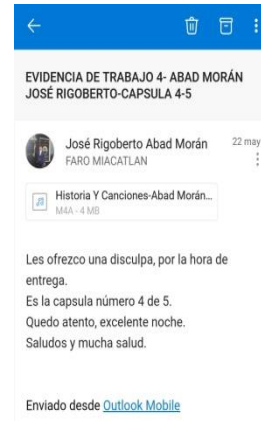 EVIDENCIA DE TRABAJO 4- ABAD MORÁN
JOSÉ RIGOBERTO-CAPSULA 4-5
José Rigoberto Abad Morán
22 may
FARO MIACATLAN
Historia Y Canciones-Abad Morán...
M4A - 4 MB
Les ofrezco una disculpa, por la hora de
entrega.
Es la capsula número 4 de 5.
Quedo atento, excelente noche.
Saludos y mucha salud.
Enviado desde Outlook Mobile